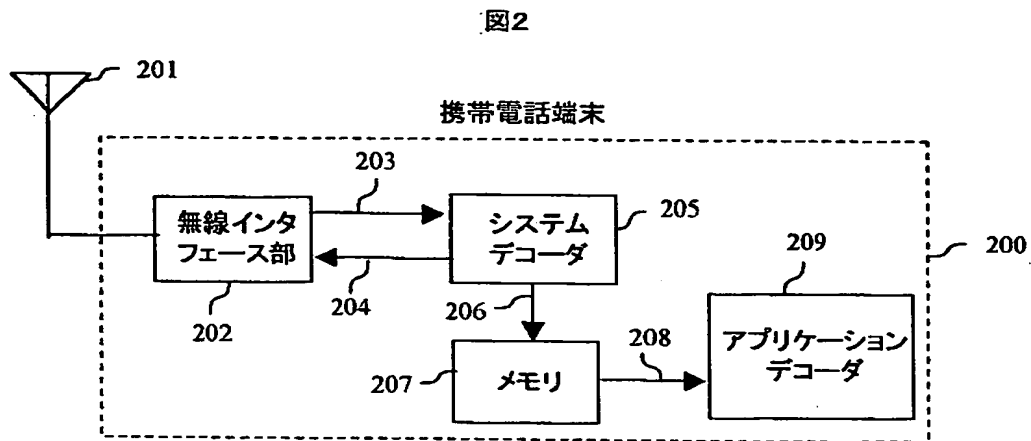 図2
201
携帯電話端末
203
無線インタ
フェース部
システム
デコーダ
205
209
200
204
202
206
アプリケーション
デコーダ
208
207
メモリ